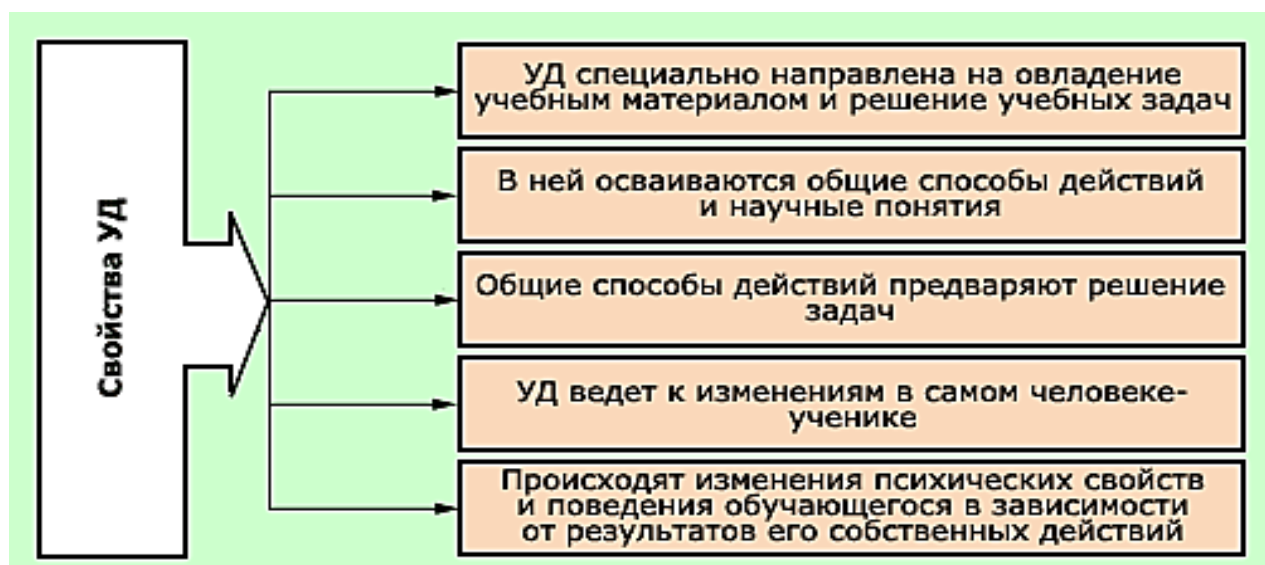 Свойства УД
УД специально направлена на овладение
учебным материалом и решение учебных задач
В ней осваиваются общие способы действий
и научные понятия
Общие способы действий предваряют решение
задач
УД ведет к изменениям в самом человеке-
ученике
Происходят изменения психических свойств
и поведения обучающегося в зависимости
от результатов его собственных действий